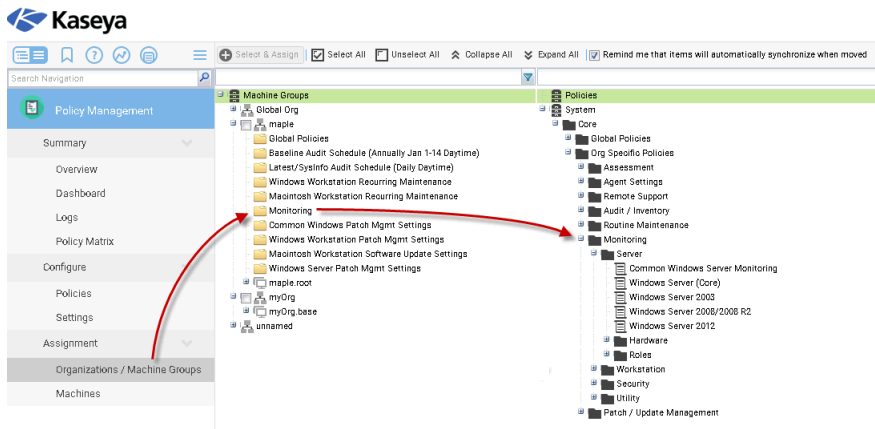 Kaseya
Select & Assign
Select All
Unselect All
Collapse All
Expand All
Remind me that items will automatically synchronize when moved
Search Navigation
Policy Management
Summary
Overview
Dashboard
Logs
Policy Matrix
Configure
Policies
Settings
Assignment
Organizations / Machine Groups
Machines
Machine Groups
Global Org
maple
Global Policies
Baseline Audit Schedule (Annually Jan 1-14 Daytime)
Latest/SysInfo Audit Schedule (Daily Daytime)
Windows Workstation Recurring Maintenance
Macintosh Workstation Recurring Maintenance
Monitoring
Common Windows Patch Mgmt Settings
Windows Workstation Patch Mgmt Settings
Macintosh Workstation Software Update Settings
Windows Server Patch Mgmt Settings
maple.root
myOrg
myOrg.base
unnamed
Policies
System
Core
Global Policies
Org Specific Policies
Assessment
Agent Settings
Remote Support
Audit / Inventory
Routine Maintenance
Monitoring
Server
Common Windows Server Monitoring
Windows Server (Core)
Windows Server 2003
Windows Server 2008/2008 R2
Windows Server 2012
Hardware
Roles
Workstation
Security
Utility
Patch / Update Management